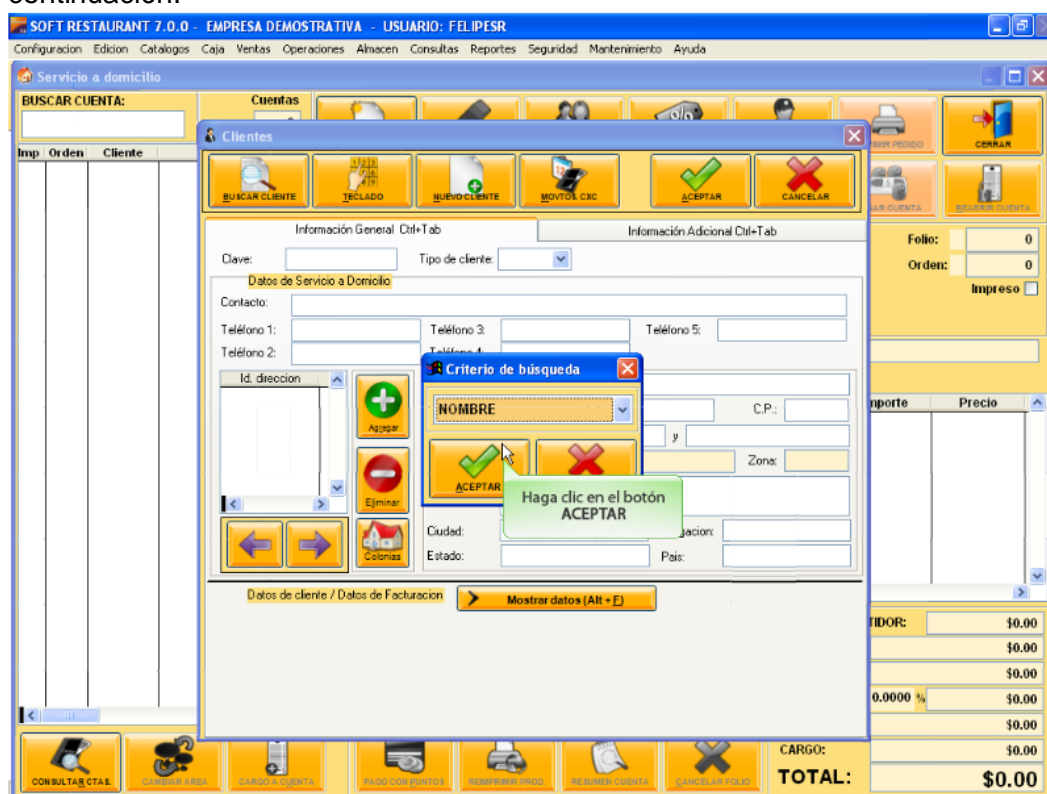 continuación.
SOFT RESTAURANT 7.0.0 - EMPRESA DEMOSTRATIVA - USUARIO: FELIPESR
Configuracion Edicion Catalogos Caja Ventas Operaciones Almacen Consultas Reportes Seguridad Mantenimiento Ayuda
Servicio a domicilio
BUSCAR CUENTA:
Cuentas
CERRAR
Imp Orden Cliente
Clientes
BUSCAR CLIENTE
TECLADO
NUEVO CLIENTE
MOVTOS. CXC
ACEPTAR
CANCELAR
REABRIR CUENTA
Información General Ctrl+Tab
Información Adicional Ctrl+Tab
Folio: 0
Orden: 0
Impreso
Clave:
Tipo de cliente:
Datos de Servicio a Domicilio
Contacto:
Teléfono 1:
Teléfono 3:
Teléfono 5:
Teléfono 2:
Id. direccion
Agregar
Eliminar
Colonias
Criterio de búsqueda
NOMBRE
ACEPTAR
Haga clic en el botón
ACEPTAR
C.P.:
y
Zona:
Ciudad:
Estado:
Pais:
Precio
Datos de cliente / Datos de Facturacion
Mostrar datos (Alt + F)
$0.00
$0.00
$0.00
0.0000 % $0.00
$0.00
CARGO: $0.00
TOTAL: $0.00
CONSULTAR CTAS.
CAMBIAR AREA
CARGO A CUENTA
PAGO CON PUNTOS
REIMPRIMIR PROD.
RESUMEN CUENTA
CANCELAR FOLIO